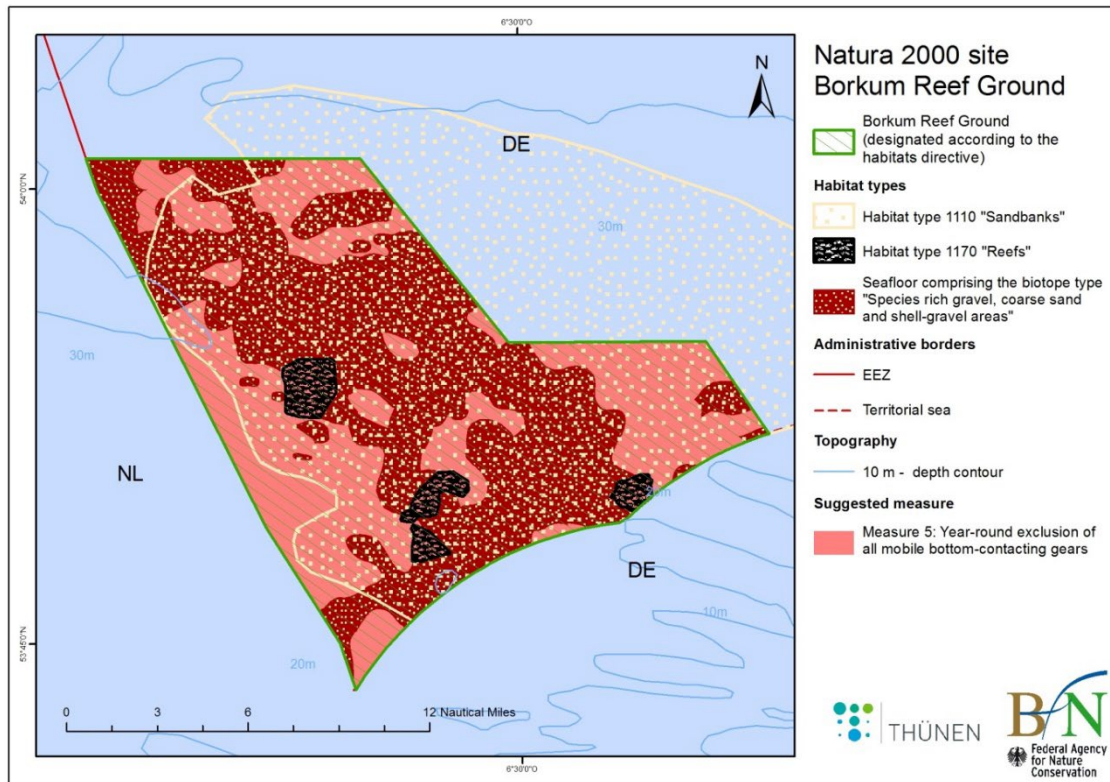 6°30'0"O
Natura 2000 site
Borkum Reef Ground
Borkum Reef Ground
(designated according to the
habitats directive)
Habitat types
Habitat type 1110 "Sandbanks"
Habitat type 1170 "Reefs"
Seafloor comprising the biotope type
"Species rich gravel, coarse sand
and shell-gravel areas"
Administrative borders
EEZ
Territorial sea
Topography
10 m - depth contour
Suggested measure
Measure 5: Year-round exclusion of
all mobile bottom-contacting gears
N
DE
54°0'0"N
30m
30m
NL
20m
DE
10m
53°45'0"N
20m
0 3 6 12 Nautical Miles
6°30'0"O
THÜNEN
BfN
Federal Agency
for Nature
Conservation